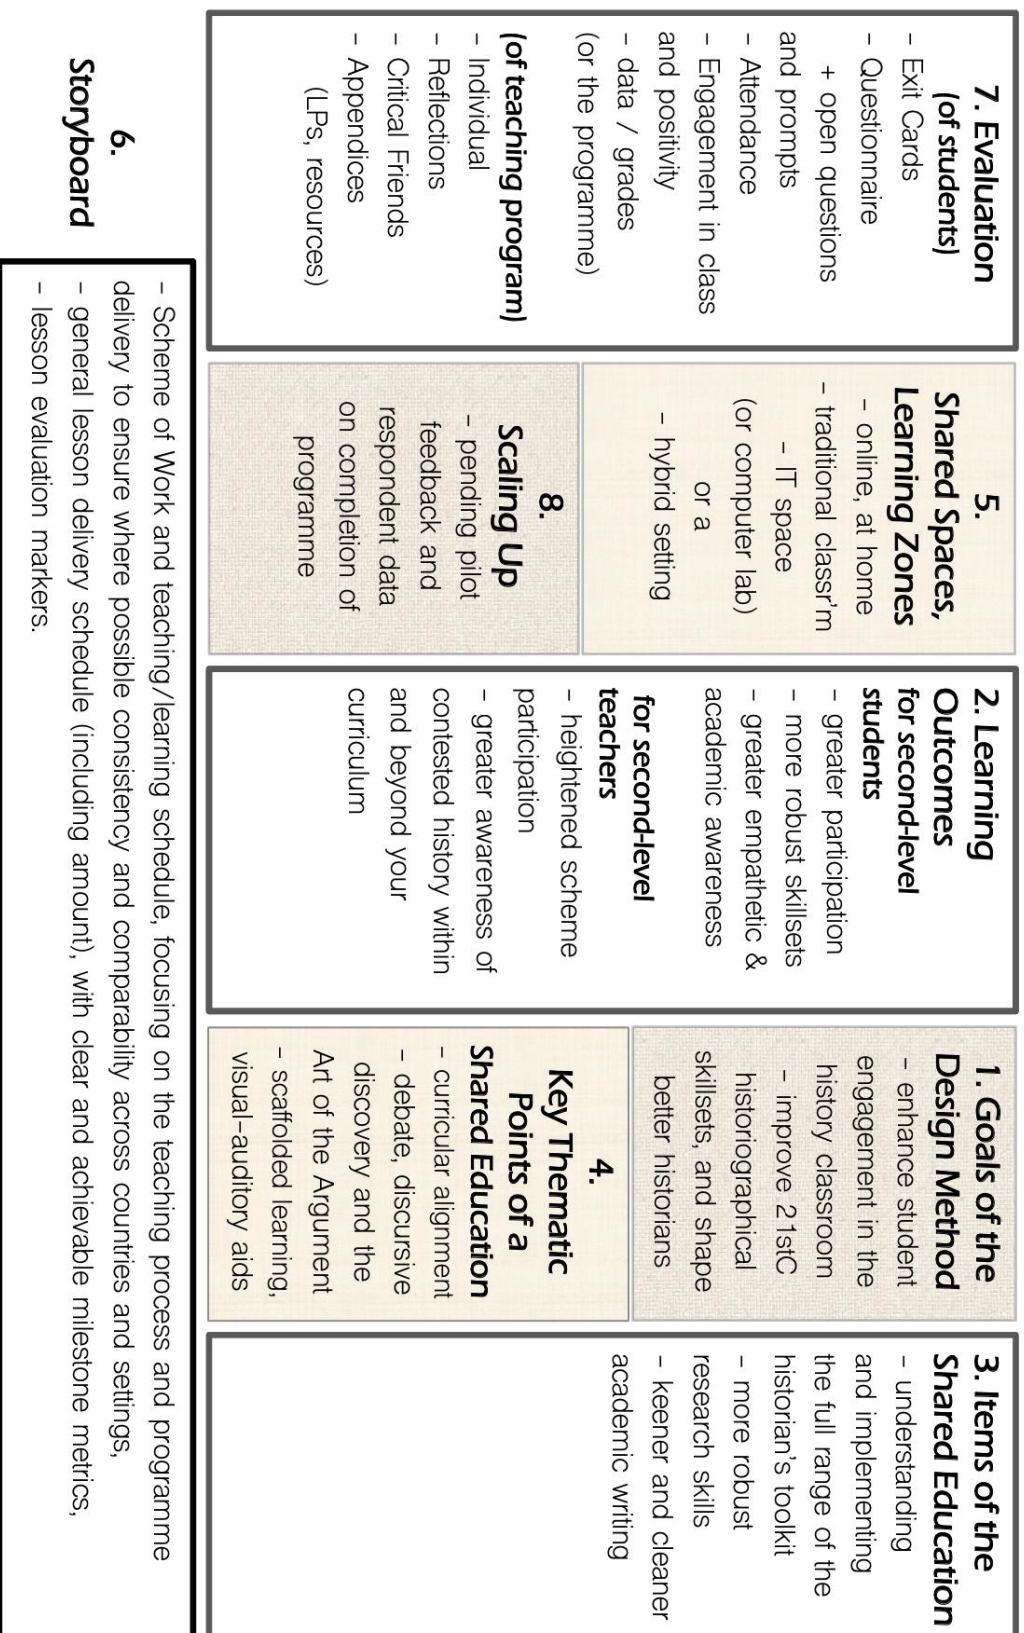 7. Evaluation
(of students)
- Exit Cards
- Questionnaire
+ open questions
and prompts
- Attendance
- Engagement in class
and positivity
- data / grades
(or the programme)
(of teaching program)
- Individual
- Reflections
- Critical Friends
- Appendices
(LPs, resources)
5.
Shared Spaces,
Learning Zones
- online, at home
- traditional classr'm
- IT space
(or computer lab)
or a
- hybrid setting
8.
Scaling Up
- pending pilot
feedback and
respondent data
on completion of
programme
2. Learning
Outcomes
for second-level
students
- greater participation
- more robust skillsets
- greater empathetic &
academic awareness
for second-level
teachers
- heightened scheme
participation
- greater awareness of
contested history within
and beyond your
curriculum
1. Goals of the
Design Method
- enhance student
engagement in the
history classroom
- improve 21stC
historiographical
skillsets, and shape
better historians
4.
Key Thematic
Points of a
Shared Education
- curricular alignment
- debate, discursive
discovery and the
Art of the Argument
- scaffolded learning,
visual-auditory aids
3. Items of the
Shared Education
- understanding
and implementing
the full range of the
historian's toolkit
- more robust
research skills
- keener and cleaner
academic writing
6.
Storyboard
- Scheme of Work and teaching/learning schedule, focusing on the teaching process and programme
delivery to ensure where possible consistency and comparability across countries and settings,
- general lesson delivery schedule (including amount), with clear and achievable milestone metrics,
- lesson evaluation markers.